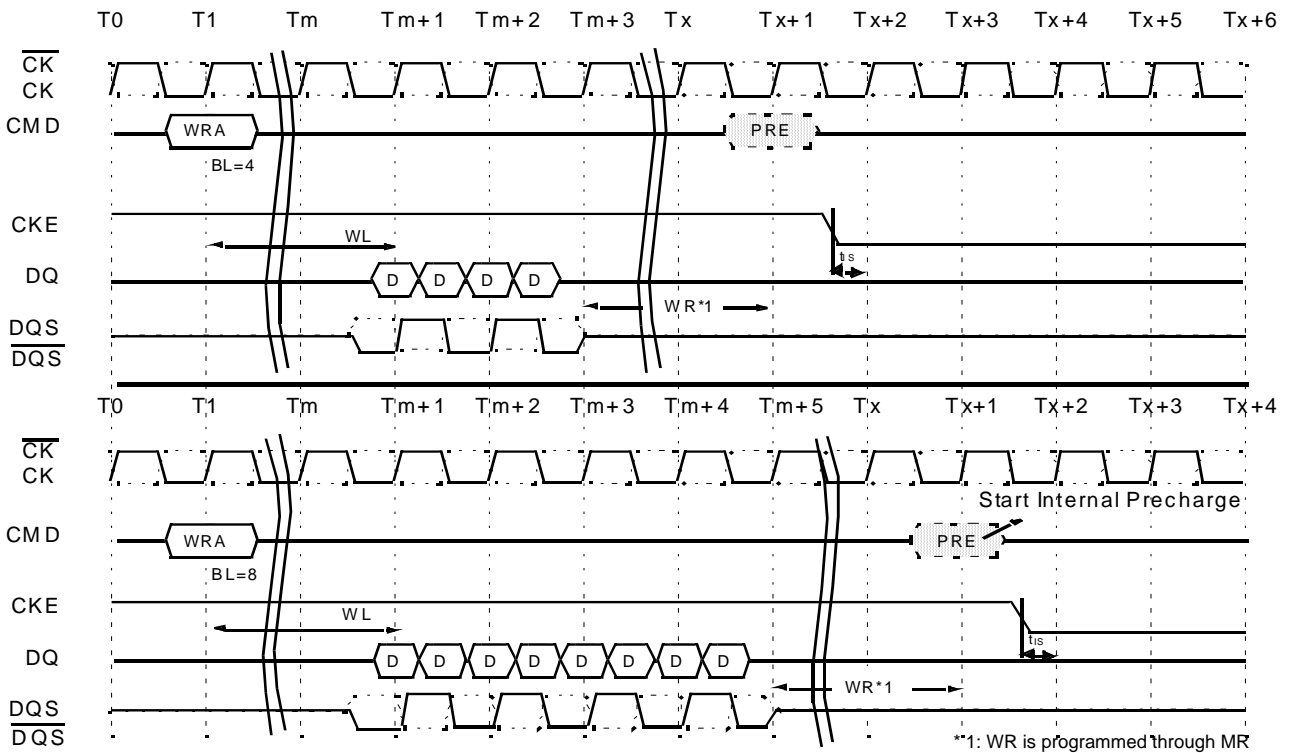 T0 T1 Tm Tm+1 Tm+2 Tm+3 Tx Tx+1 Tx+2 Tx+3 Tx+4 Tx+5 Tx+6
CK
CK
CMD WRA PRE
BL=4
CKE
WL
tIS
DQ D D D D
WR*1
DQS
DQS
T0 T1 Tm Tm+1 Tm+2 Tm+3 Tm+4 Tm+5 Tx Tx+1 Tx+2 Tx+3 Tx+4
CK
CK
Start Internal Precharge
CMD WRA PRE
BL=8
CKE
WL
tIS
DQ D D D D D D D D
WR*1
DQS
DQS
*1: WR is programmed through MR